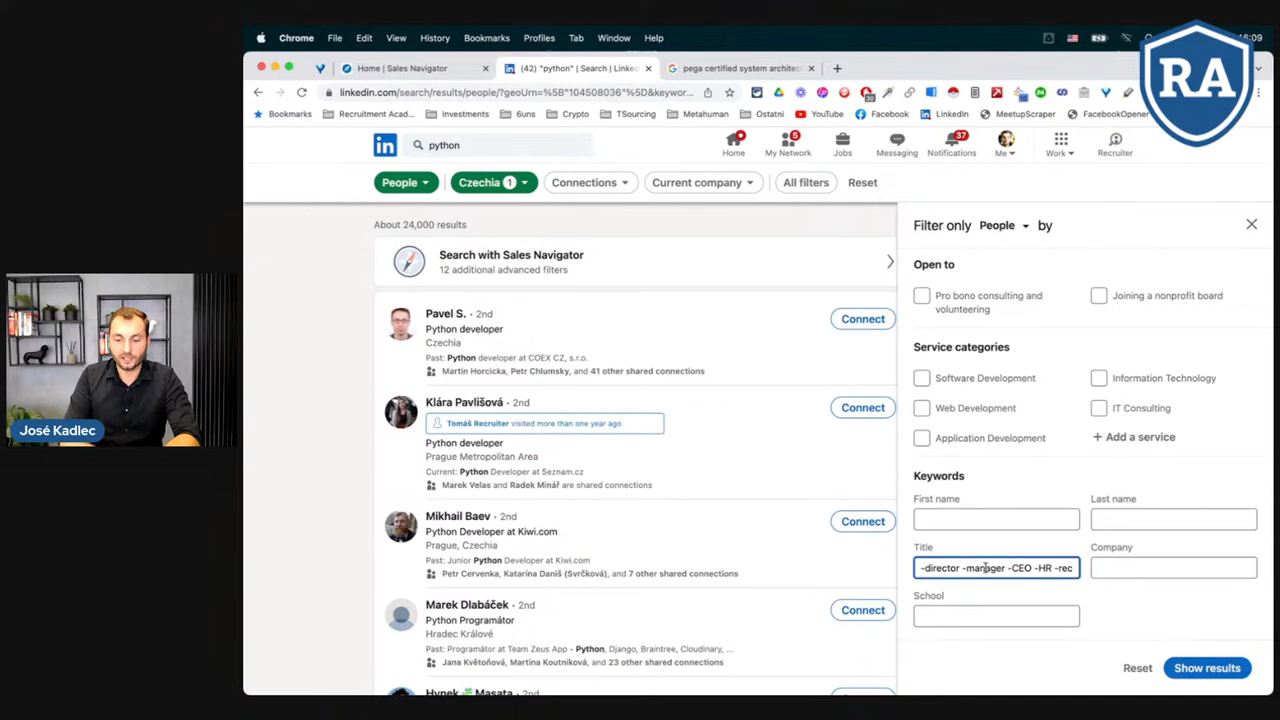 Chrome File Edit View History Bookmarks Profiles Tab Window Help
16:09
RA
Home | Sales Navigator
(42) "python" | Search | Linke
pega certified system architec
linkedin.com/search/results/people/?geoUrn=%5B"104508036"%5D&keywor...
Bookmarks Recruitment Acad... Investments 6uns Crypto TSourcing Metahuman Ostatni YouTube Facebook Linkedin MeetupScraper FacebookOpener
in python
Home My Network Jobs Messaging Notifications Me Work Recruiter
5 37
People Czechia 1 Connections Current company All filters Reset
About 24,000 results
Search with Sales Navigator
12 additional advanced filters
Pavel S. • 2nd
Connect
Python developer
Czechia
Past: Python developer at COEX CZ, s.r.o.
Martin Horcicka, Petr Chlumsky, and 41 other shared connections
Klára Pavlišová • 2nd
Connect
Tomáš Recruiter visited more than one year ago
Python developer
Prague Metropolitan Area
Current: Python Developer at Seznam.cz
Marek Velas and Radek Minář are shared connections
Mikhail Baev • 2nd
Connect
Python Developer at Kiwi.com
Prague, Czechia
Past: Junior Python Developer at Kiwi.com
Petr Cervenka, Katarína Daniš (Svrčková), and 7 other shared connections
Marek Dlabáček • 2nd
Connect
Python Programátor
Hradec Králové
Past: Programátor at Team Zeus App - Python, Django, Braintree, Cloudinary, ...
Jana Květoňová, Martina Koutníková, and 23 other shared connections
Hynek Masata • 2nd
Filter only People by
Open to
Pro bono consulting and
volunteering
Joining a nonprofit board
Service categories
Software Development Information Technology
Web Development IT Consulting
Application Development + Add a service
Keywords
First name Last name
Title Company
-director -manager -CEO -HR -rec
School
Reset Show results
José Kadlec